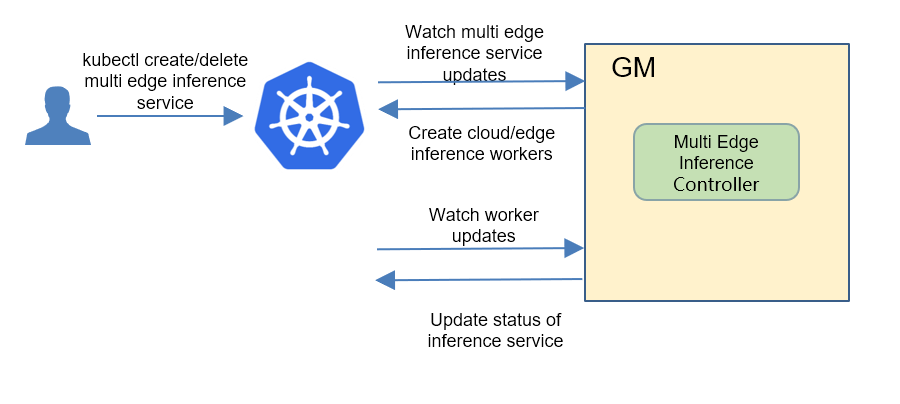 kubectl create/delete
multi edge inference
service
Watch multi edge
inference service
updates
Create cloud/edge
inference workers
Watch worker
updates
Update status of
inference service
GM
Multi Edge
Inference
Controller